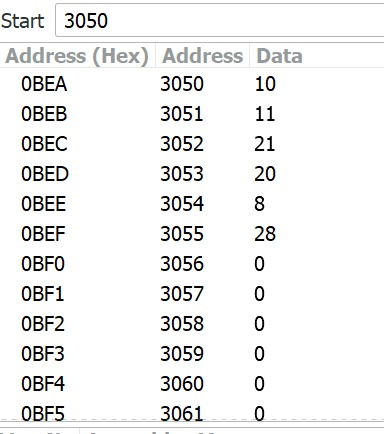 Start 3050
Address (Hex) Address Data
0BEA 3050 10
0BEB 3051 11
0BEC 3052 21
0BED 3053 20
0BEE 3054 8
0BEF 3055 28
0BF0 3056 0
0BF1 3057 0
0BF2 3058 0
0BF3 3059 0
0BF4 3060 0
0BF5 3061 0